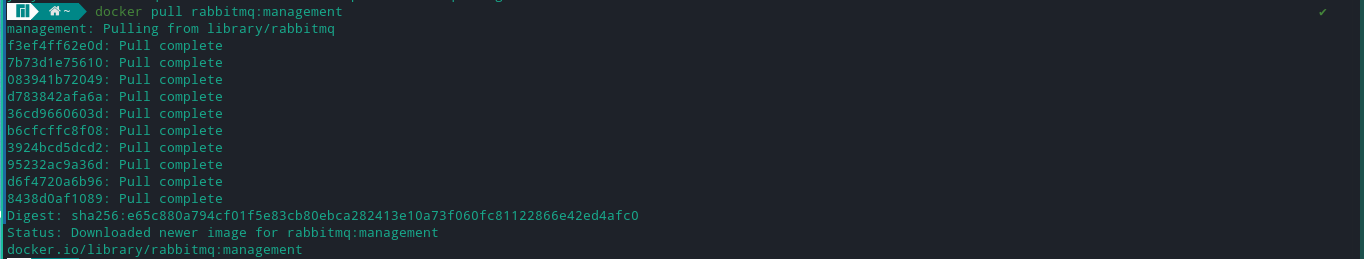 ~ docker pull rabbitmq:management ✔
management: Pulling from library/rabbitmq
f3ef4ff62e0d: Pull complete
7b73d1e75610: Pull complete
083941b72049: Pull complete
d783842afa6a: Pull complete
36cd9660603d: Pull complete
b6cfcffc8f08: Pull complete
3924bcd5dcd2: Pull complete
95232ac9a36d: Pull complete
d6f4720a6b96: Pull complete
8438d0af1089: Pull complete
Digest: sha256:e65c880a794cf01f5e83cb80ebca282413e10a73f060fc81122866e42ed4afc0
Status: Downloaded newer image for rabbitmq:management
docker.io/library/rabbitmq:management